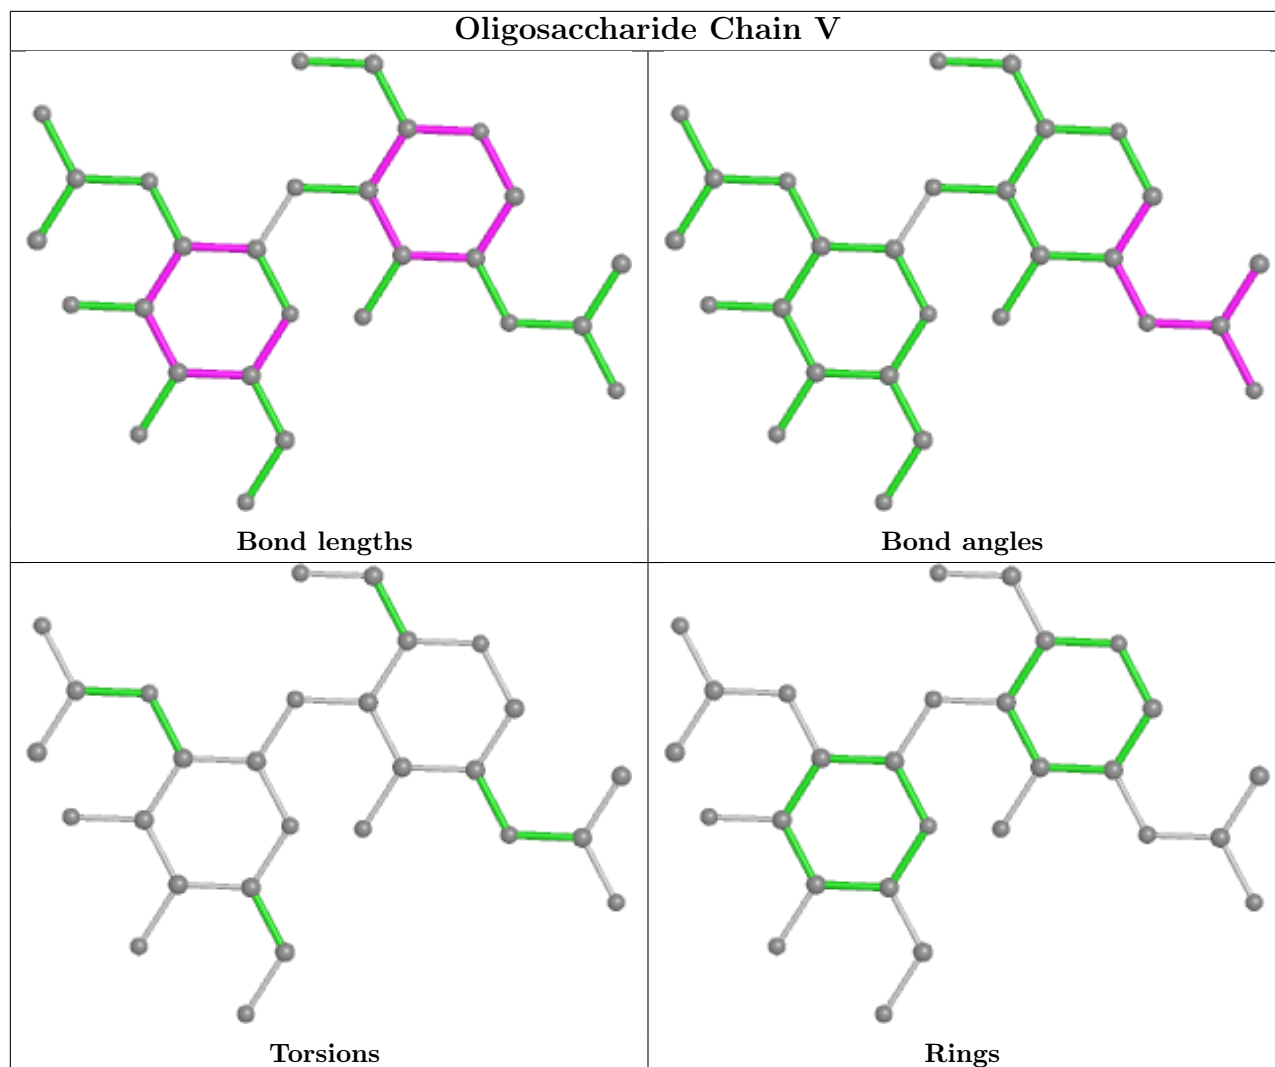 Oligosaccharide Chain V
Bond lengths
Bond angles
Torsions
Rings